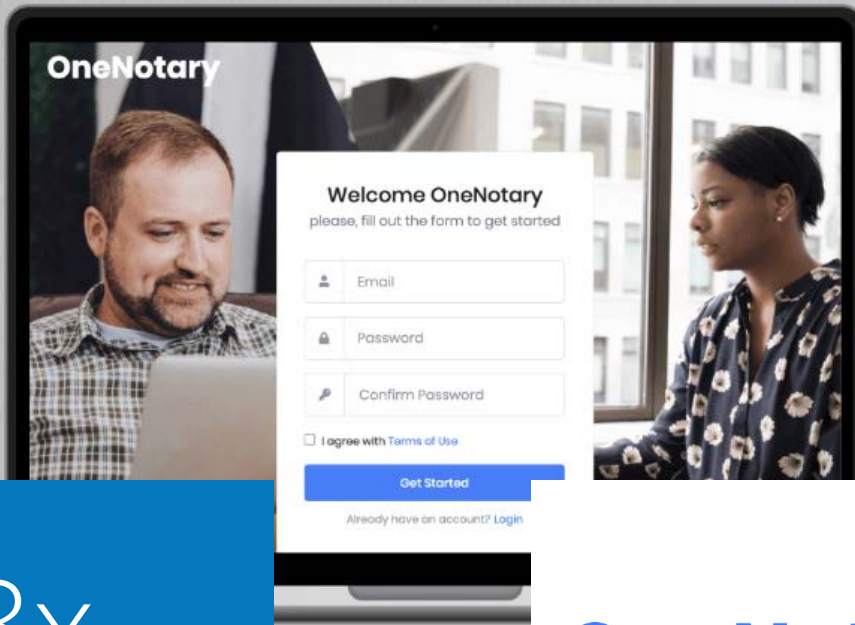 OneNotary
Welcome OneNotary
please, fill out the form to get started
Email
Password
Confirm Password
I agree with Terms of Use
Get Started
Already have an account? Login